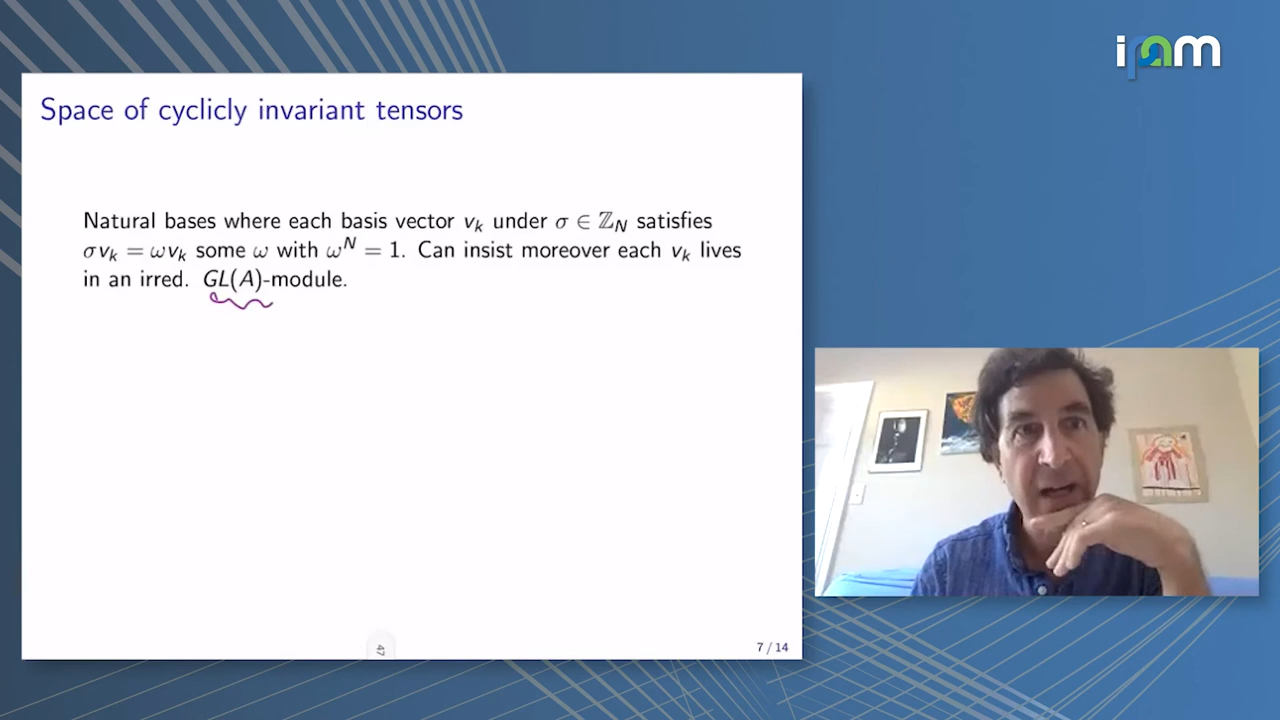 ipam
Space of cyclicly invariant tensors
Natural bases where each basis vector v_k under σ ∈ ℤ_N satisfies
σv_k = ωv_k some ω with ω^N = 1. Can insist moreover each v_k lives
in an irred. GL(A)-module.
47
7 / 14